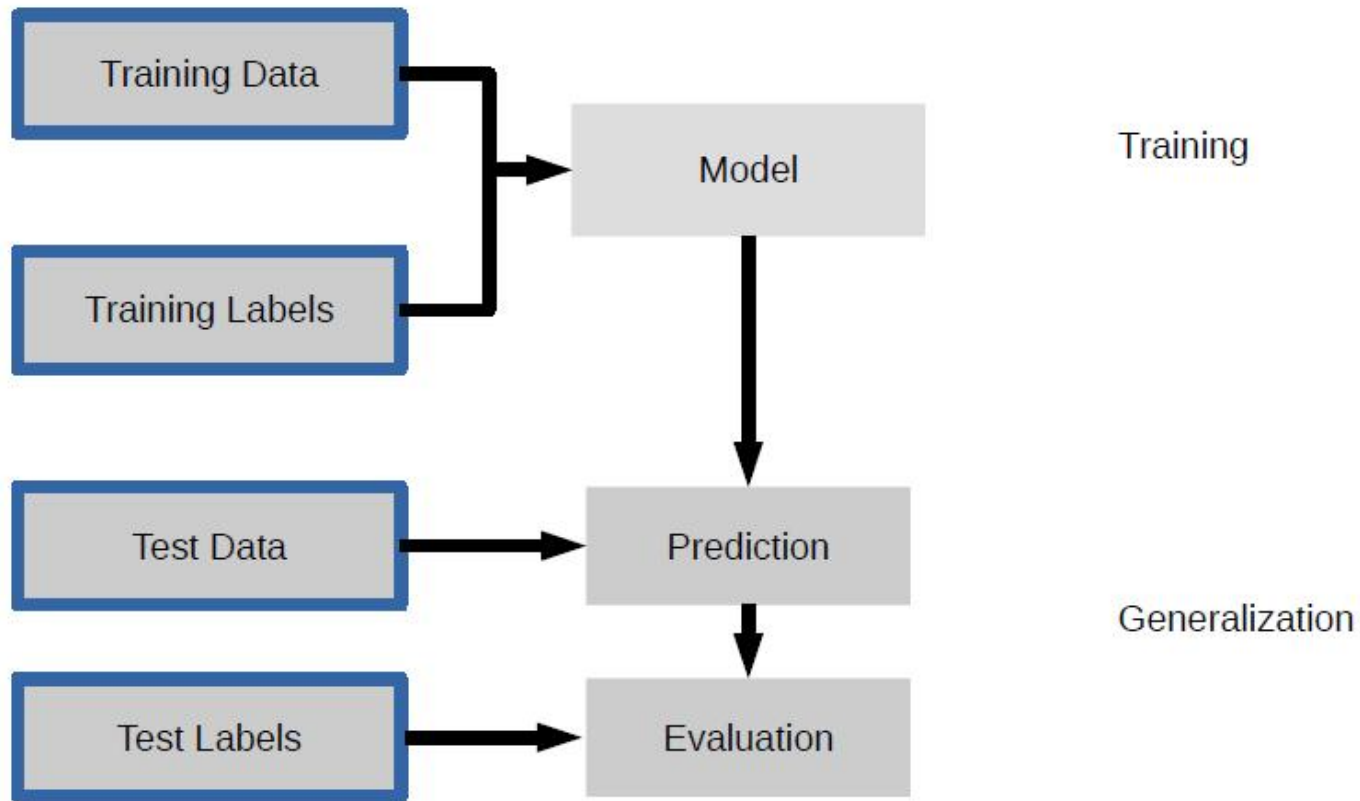 Training Data
Model
Training
Training Labels
Test Data
Prediction
Generalization
Test Labels
Evaluation